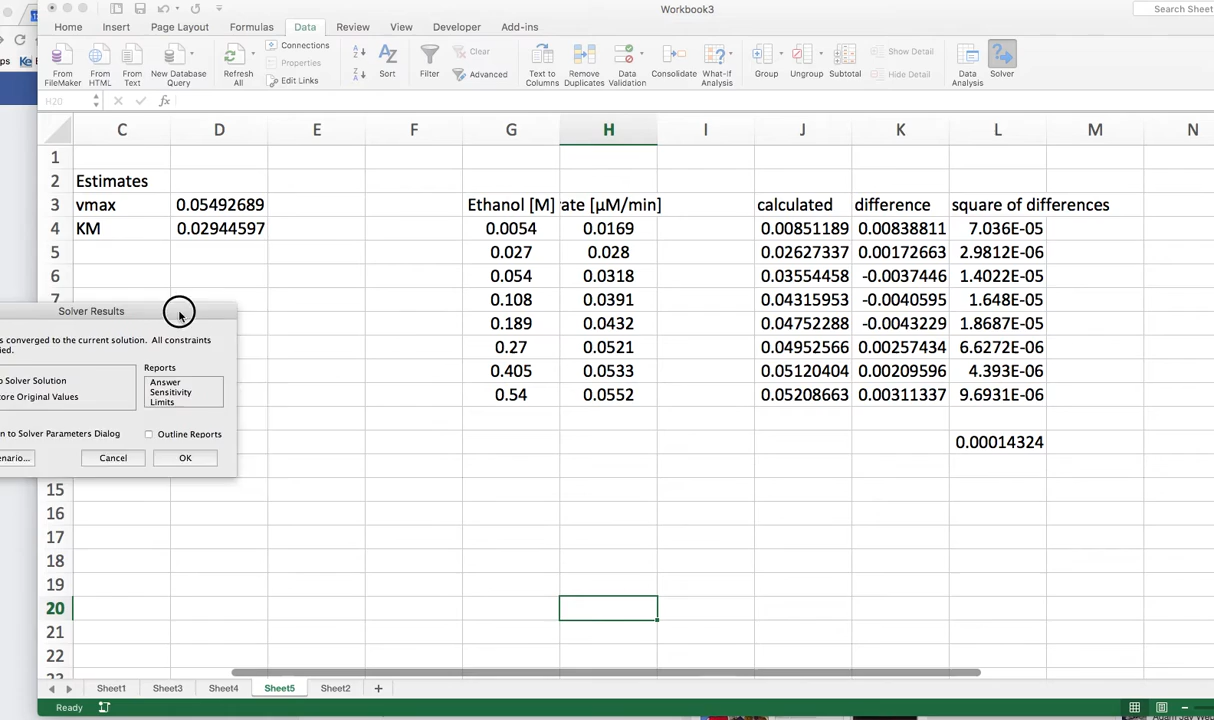 Workbook3
Search Sheet
Home Insert Page Layout Formulas Data Review View Developer Add-ins
From FileMaker
From HTML
From Text
New Database Query
Refresh All
Connections
Properties
Edit Links
Sort
Filter
Clear
Advanced
Text to Columns
Remove Duplicates
Data Validation
Consolidate
What-if Analysis
Group
Ungroup
Subtotal
Show Detail
Hide Detail
Data Analysis
Solver
H20 fx
C D E F G H I J K L M N
1
2 Estimates
3 vmax 0.05492689 Ethanol [M] ate [µM/min] calculated difference square of differences
4 KM 0.02944597 0.0054 0.0169 0.00851189 0.00838811 7.036E-05
5 0.027 0.028 0.02627337 0.00172663 2.9812E-06
6 0.054 0.0318 0.03554458 -0.0037446 1.4022E-05
7 0.108 0.0391 0.04315953 -0.0040595 1.648E-05
0.189 0.0432 0.04752288 -0.0043229 1.8687E-05
0.27 0.0521 0.04952566 0.00257434 6.6272E-06
0.405 0.0533 0.05120404 0.00209596 4.393E-06
0.54 0.0552 0.05208663 0.00311337 9.6931E-06
0.00014324
Solver Results
s converged to the current solution. All constraints
ied.
Reports
Solver Solution
ore Original Values
Answer
Sensitivity
Limits
n to Solver Parameters Dialog Outline Reports
enario... Cancel OK
15
16
17
18
19
20
21
22
Sheet1 Sheet3 Sheet4 Sheet5 Sheet2 +
Ready